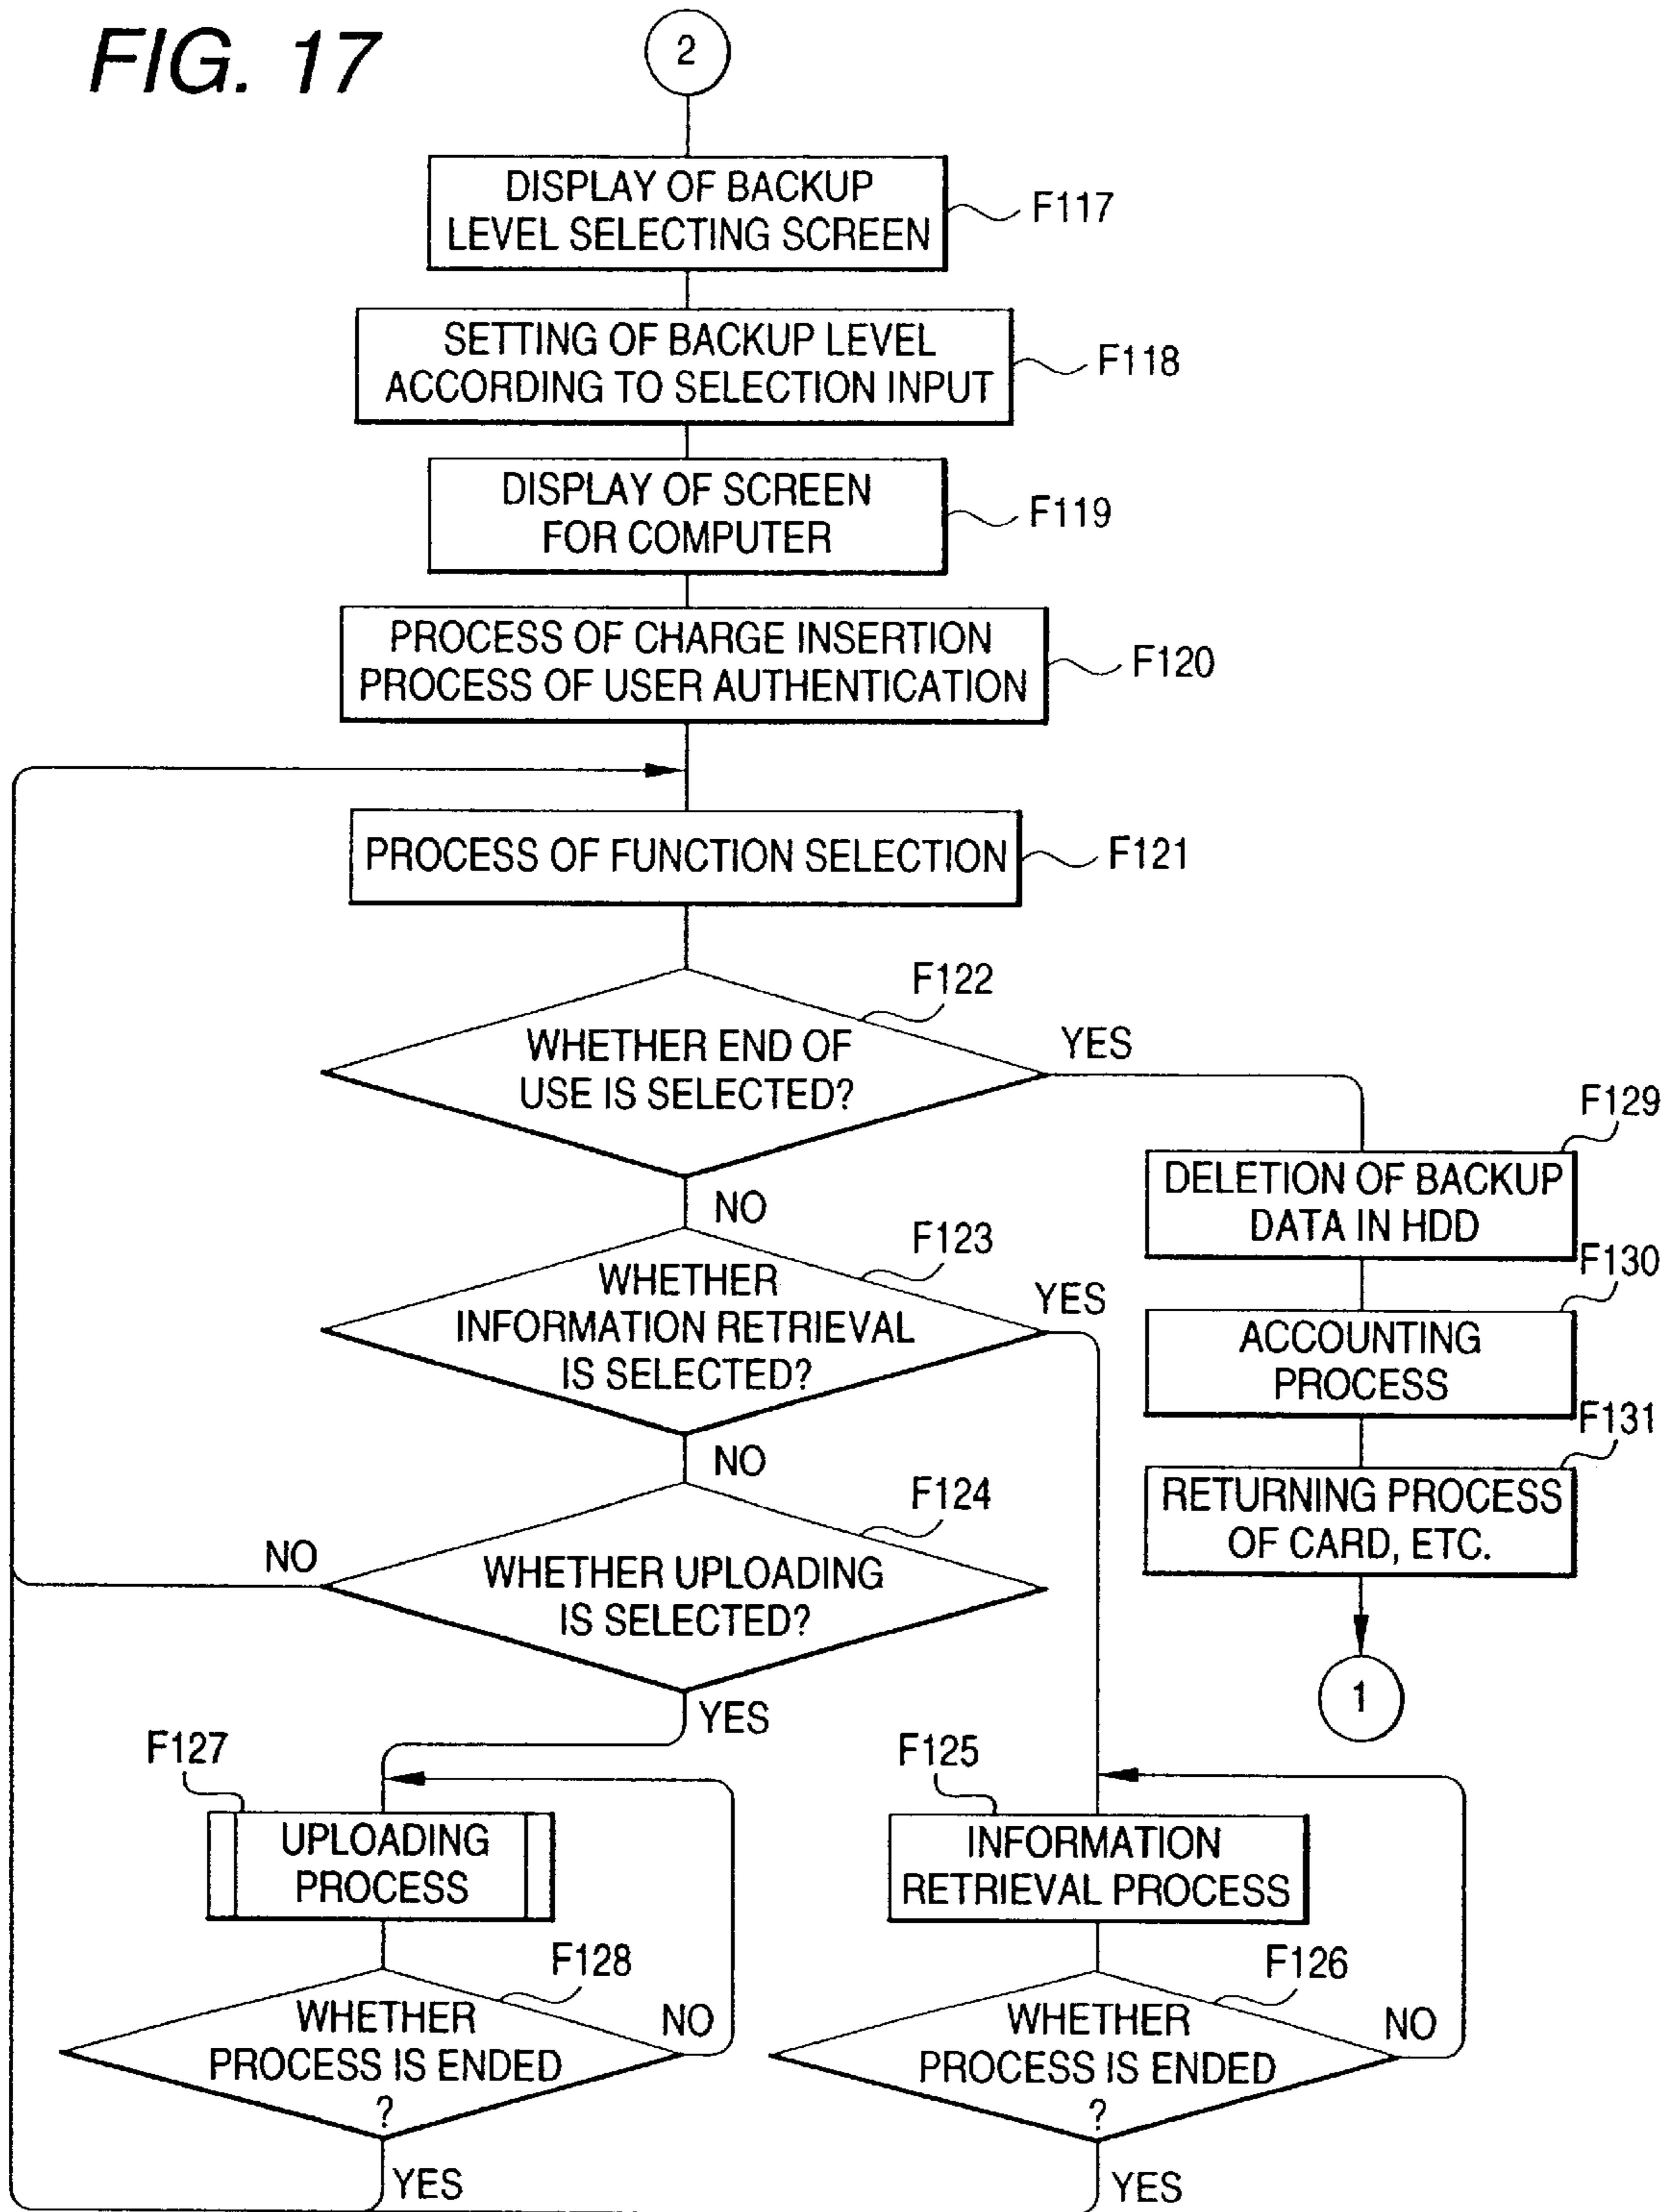 FIG. 17
2
DISPLAY OF BACKUP
LEVEL SELECTING SCREEN
F117
SETTING OF BACKUP LEVEL
ACCORDING TO SELECTION INPUT
F118
DISPLAY OF SCREEN
FOR COMPUTER
F119
PROCESS OF CHARGE INSERTION
PROCESS OF USER AUTHENTICATION
F120
PROCESS OF FUNCTION SELECTION
F121
F122
WHETHER END OF
USE IS SELECTED?
YES
NO
F129
DELETION OF BACKUP
DATA IN HDD
F123
WHETHER
INFORMATION RETRIEVAL
IS SELECTED?
YES
NO
F130
ACCOUNTING
PROCESS
F131
RETURNING PROCESS
OF CARD, ETC.
1
F124
WHETHER UPLOADING
IS SELECTED?
NO
YES
F127
UPLOADING
PROCESS
F125
INFORMATION
RETRIEVAL PROCESS
F128
WHETHER
PROCESS IS ENDED
?
NO
YES
F126
WHETHER
PROCESS IS ENDED
?
NO
YES